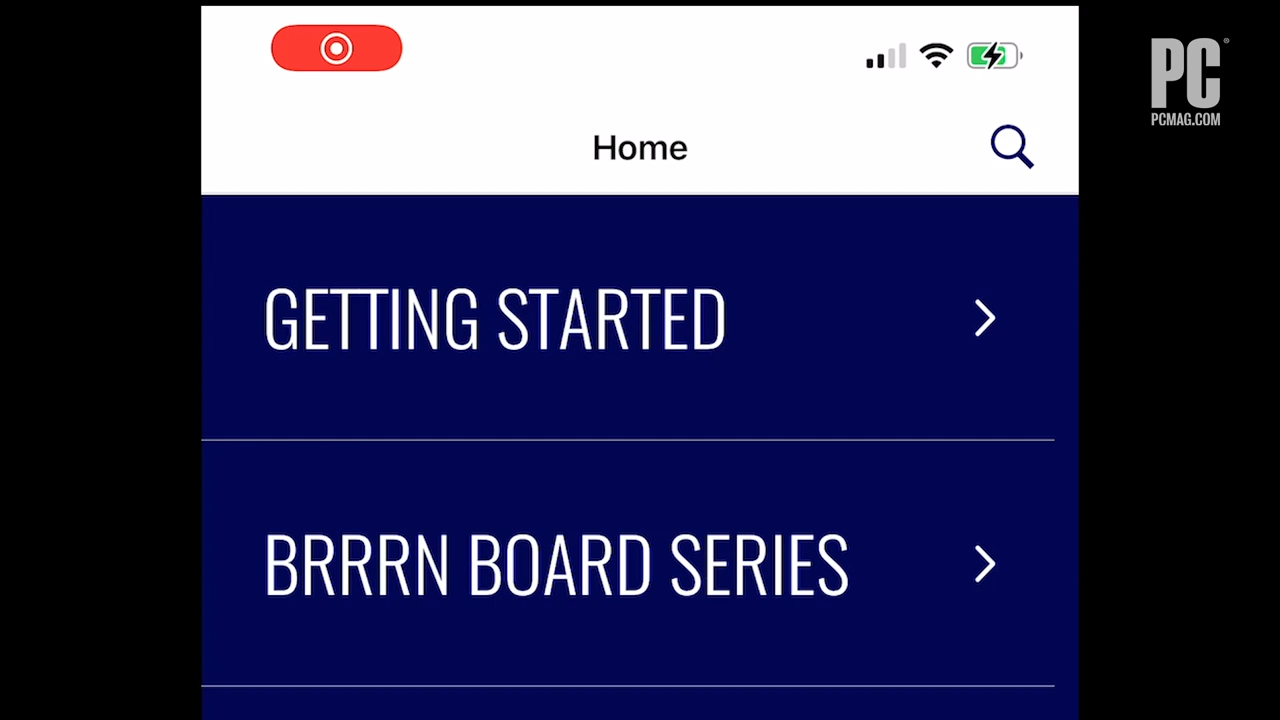 PC
PCMAG.COM
Home
GETTING STARTED
BRRRN BOARD SERIES